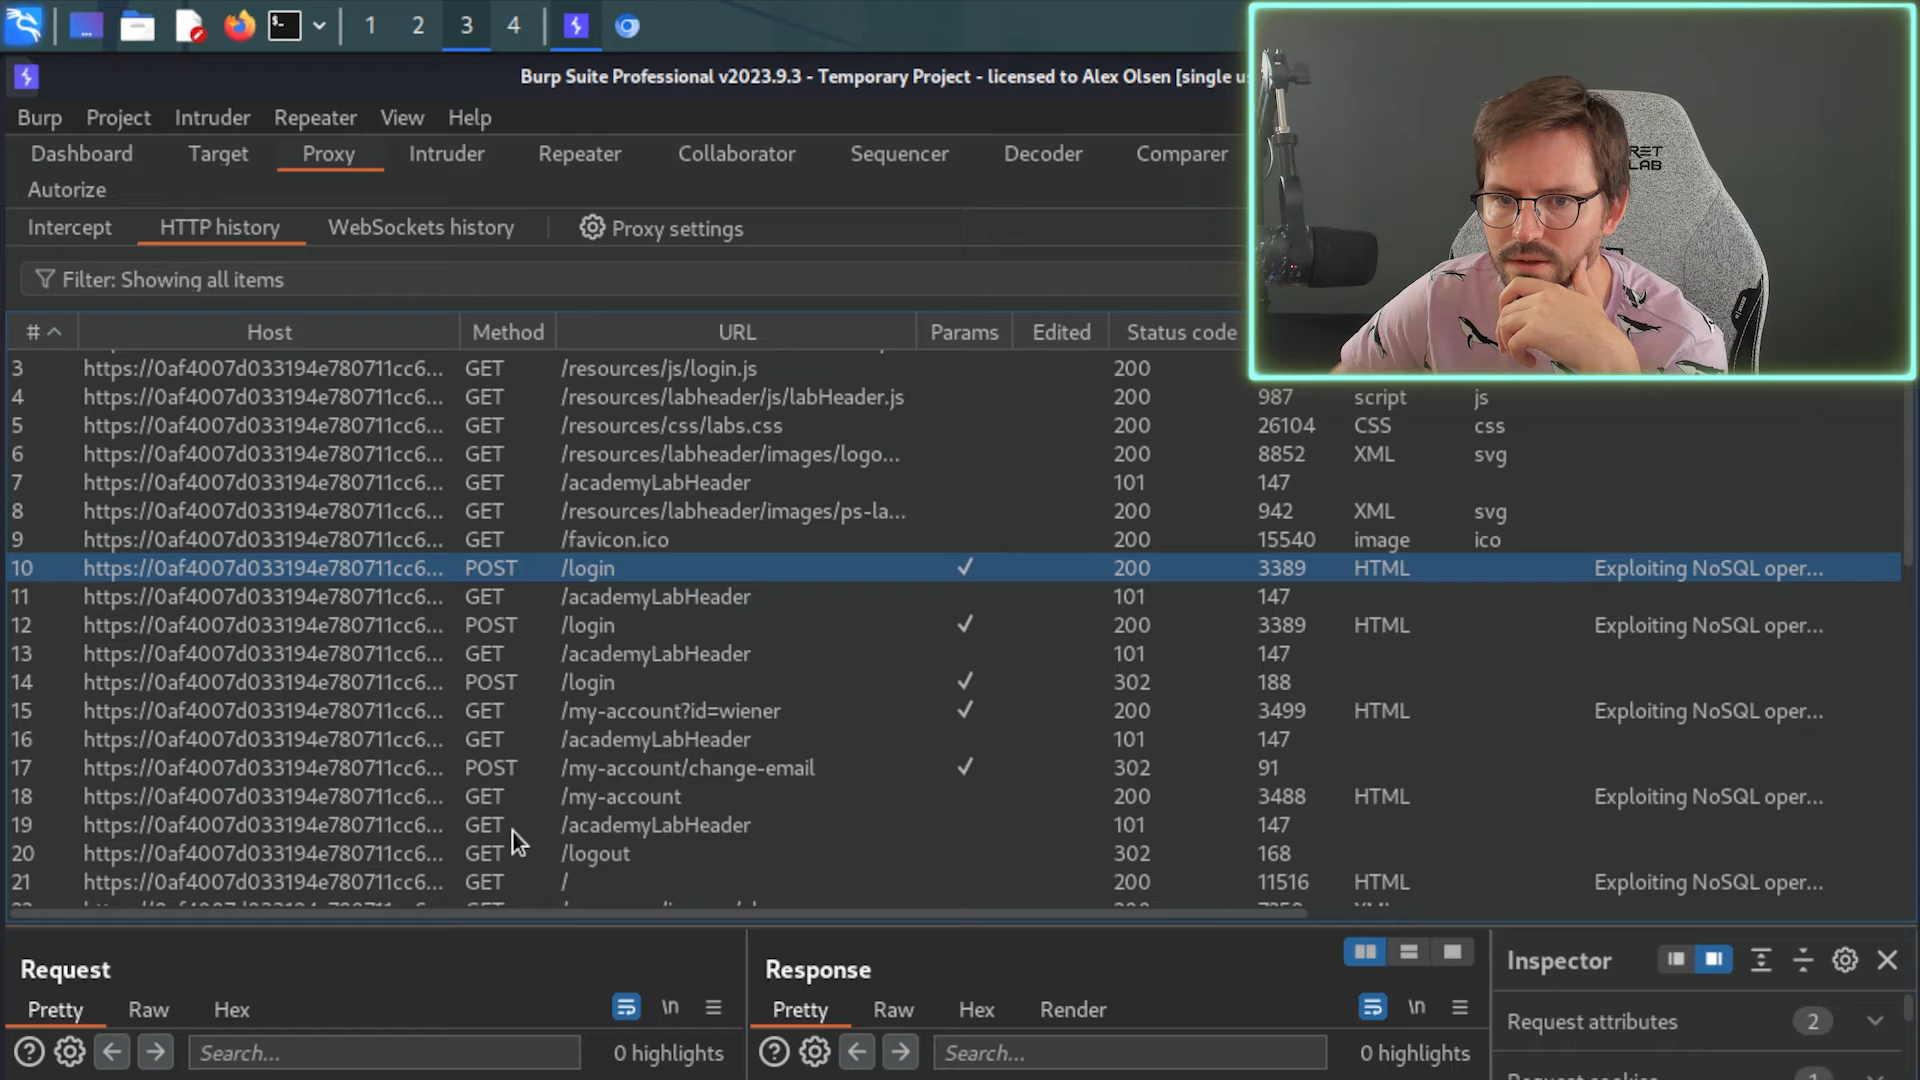 1 2 3 4
Burp Suite Professional v2023.9.3 - Temporary Project - licensed to Alex Olsen [single u
Burp Project Intruder Repeater View Help
Dashboard Target Proxy Intruder Repeater Collaborator Sequencer Decoder Comparer
Autorize
Intercept HTTP history WebSockets history Proxy settings
Filter: Showing all items
# Host Method URL Params Edited Status code
3 https://0af4007d033194e780711cc6... GET /resources/js/login.js 200
4 https://0af4007d033194e780711cc6... GET /resources/labheader/js/labHeader.js 200 987 script js
5 https://0af4007d033194e780711cc6... GET /resources/css/labs.css 200 26104 CSS css
6 https://0af4007d033194e780711cc6... GET /resources/labheader/images/logo... 200 8852 XML svg
7 https://0af4007d033194e780711cc6... GET /academyLabHeader 101 147
8 https://0af4007d033194e780711cc6... GET /resources/labheader/images/ps-la... 200 942 XML svg
9 https://0af4007d033194e780711cc6... GET /favicon.ico 200 15540 image ico
10 https://0af4007d033194e780711cc6... POST /login ✓ 200 3389 HTML Exploiting NoSQL oper...
11 https://0af4007d033194e780711cc6... GET /academyLabHeader 101 147
12 https://0af4007d033194e780711cc6... POST /login ✓ 200 3389 HTML Exploiting NoSQL oper...
13 https://0af4007d033194e780711cc6... GET /academyLabHeader 101 147
14 https://0af4007d033194e780711cc6... POST /login ✓ 302 188
15 https://0af4007d033194e780711cc6... GET /my-account?id=wiener ✓ 200 3499 HTML Exploiting NoSQL oper...
16 https://0af4007d033194e780711cc6... GET /academyLabHeader 101 147
17 https://0af4007d033194e780711cc6... POST /my-account/change-email ✓ 302 91
18 https://0af4007d033194e780711cc6... GET /my-account 200 3488 HTML Exploiting NoSQL oper...
19 https://0af4007d033194e780711cc6... GET /academyLabHeader 101 147
20 https://0af4007d033194e780711cc6... GET /logout 302 168
21 https://0af4007d033194e780711cc6... GET / 200 11516 HTML Exploiting NoSQL oper...
Request
Pretty Raw Hex \n
Search... 0 highlights
Response
Pretty Raw Hex Render \n
Search... 0 highlights
Inspector
Request attributes 2